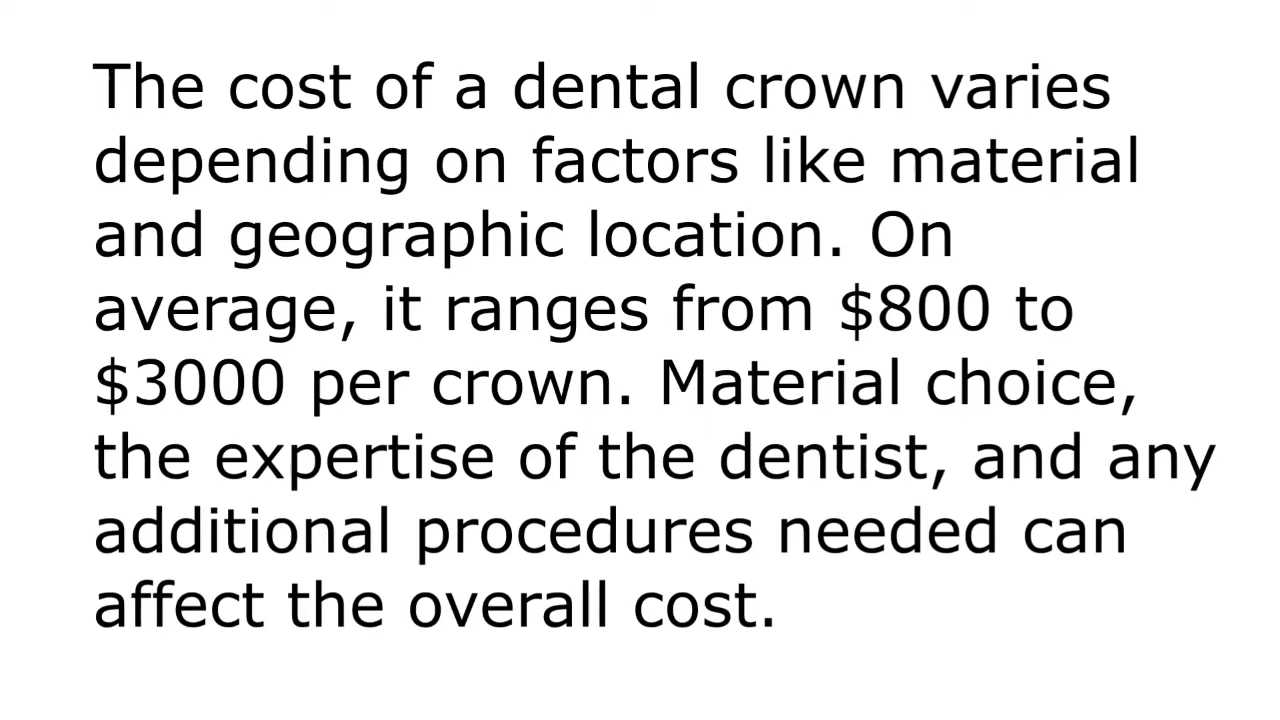 The cost of a dental crown varies
depending on factors like material
and geographic location. On
average, it ranges from $800 to
$3000 per crown. Material choice,
the expertise of the dentist, and any
additional procedures needed can
affect the overall cost.